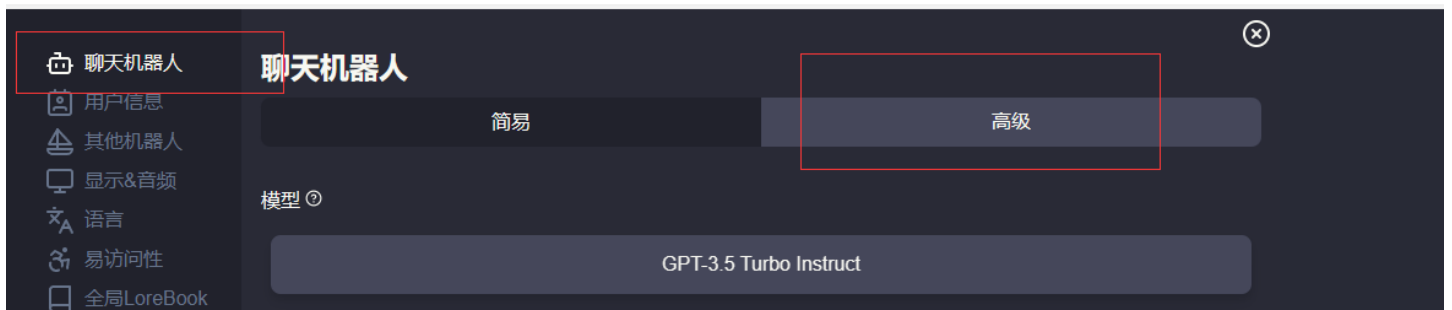 聊天机器人
用户信息
其他机器人
显示&音频
语言
易访问性
全局LoreBook
聊天机器人
简易
高级
模型
GPT-3.5 Turbo Instruct